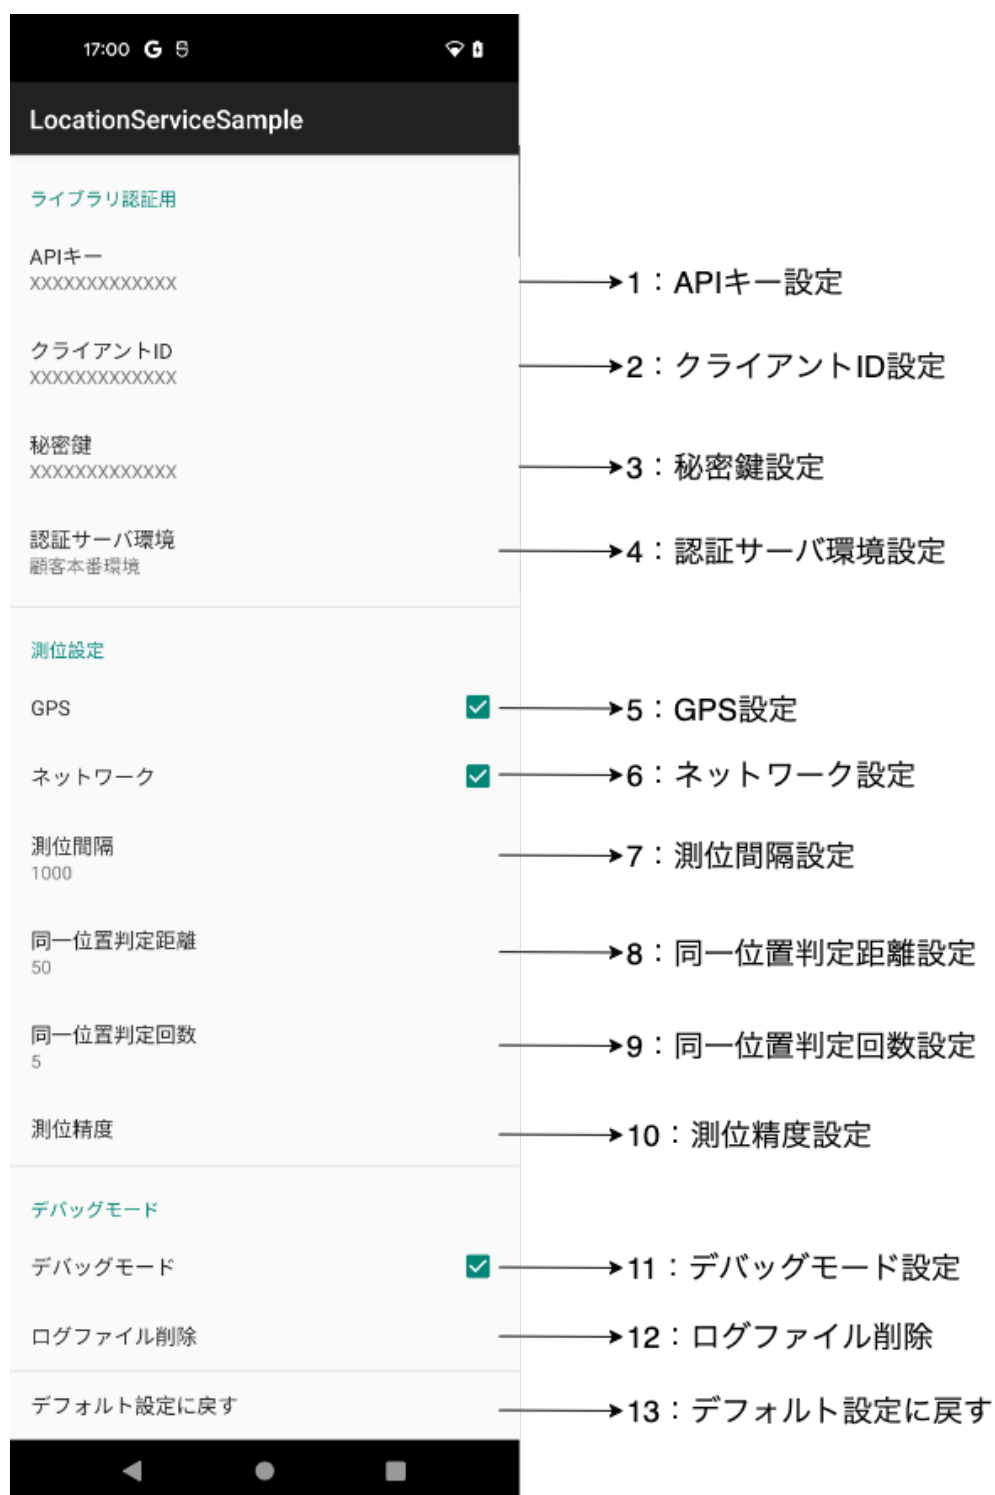 17:00 G
LocationServiceSample
ライブラリ認証用
APIキー
XXXXXXXXXXXXX
1：APIキー設定
クライアントID
XXXXXXXXXXXXX
2：クライアントID設定
秘密鍵
XXXXXXXXXXXXX
3：秘密鍵設定
認証サーバ環境
顧客本番環境
4：認証サーバ環境設定
測位設定
GPS
5：GPS設定
ネットワーク
6：ネットワーク設定
測位間隔
1000
7：測位間隔設定
同一位置判定距離
50
8：同一位置判定距離設定
同一位置判定回数
5
9：同一位置判定回数設定
測位精度
10：測位精度設定
デバッグモード
デバッグモード
11：デバッグモード設定
ログファイル削除
12：ログファイル削除
デフォルト設定に戻す
13：デフォルト設定に戻す